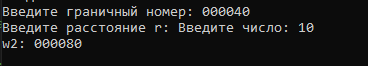 Введите граничный номер: 000040
Введите расстояние r: Введите число: 10
w2: 000080